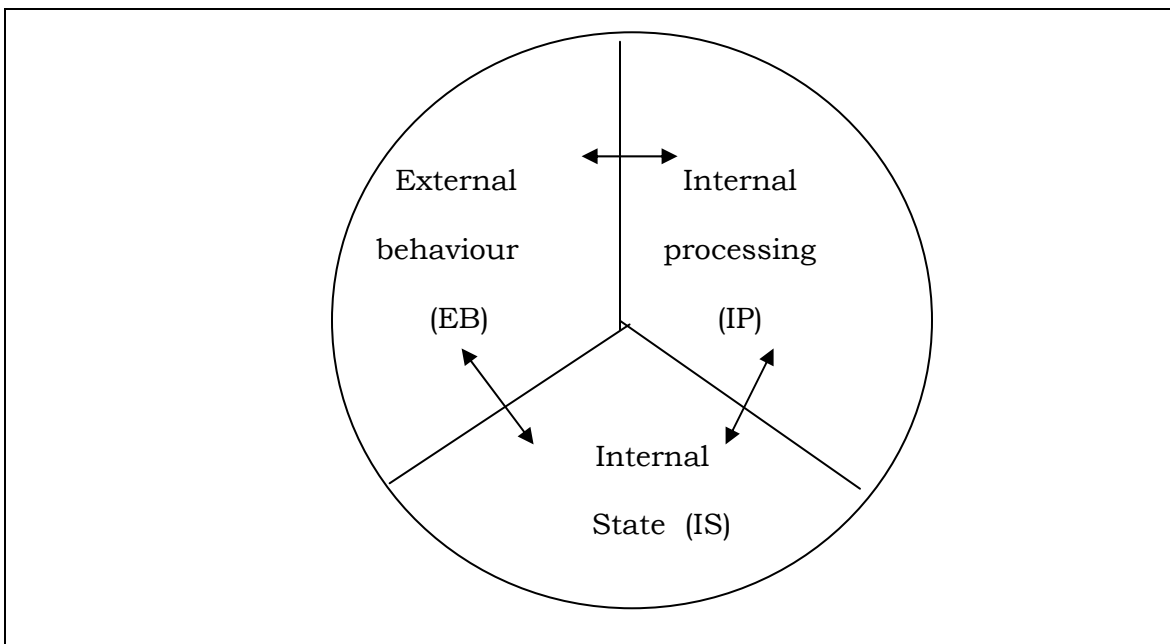 External
behaviour
(EB)
Internal
processing
(IP)
Internal
State (IS)